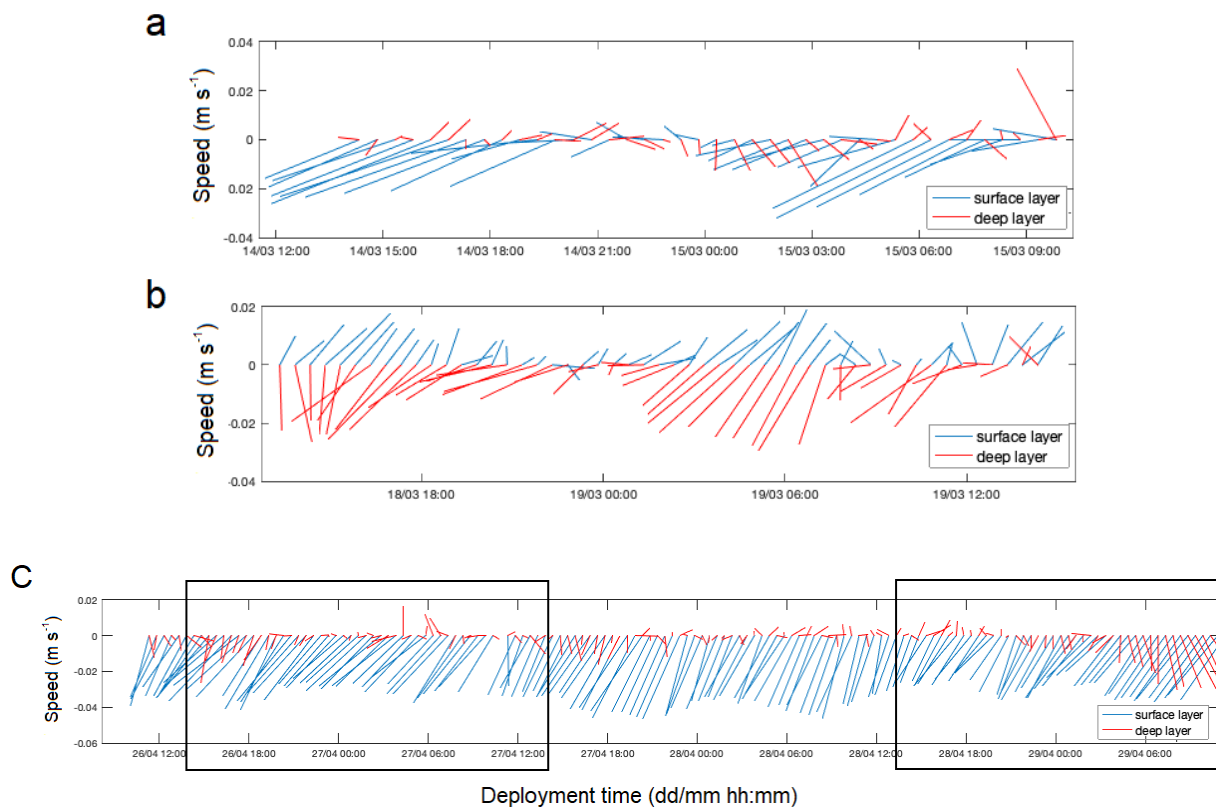 a
Speed (m s-1)
0.04
0.02
0
0.02
-0.04
surface layer
deep layer
14/03 12:00 14/03 15:00 14/03 18:00 14/03 21:00 15/03 00:00 15/03 03:00 15/03 06:00 15/03 09:00
b
Speed (m s-1)
0.02
0
-0.02
-0.04
surface layer
deep layer
18/03 18:00 19/03 00:00 19/03 06:00 19/03 12:00
C
Speed (m s-1)
0.02
0
-0.02
-0.04
-0.06
surface layer
deep layer
26/04 12:00 26/04 18:00 27/04 00:00 27/04 06:00 27/04 12:00 27/04 18:00 28/04 00:00 28/04 06:00 28/04 12:00 28/04 18:00 29/04 00:00 29/04 06:00
Deployment time (dd/mm hh:mm)